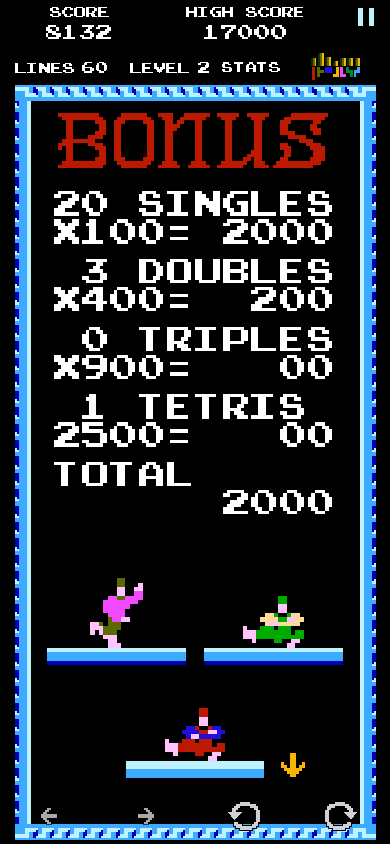 SCORE HIGH SCORE
8132 17000
LINES 60 LEVEL 2 STATS
BONUS
20 SINGLES
X100= 2000
3 DOUBLES
X400= 200
0 TRIPLES
X900= 00
1 TETRIS
2500= 00
TOTAL
2000